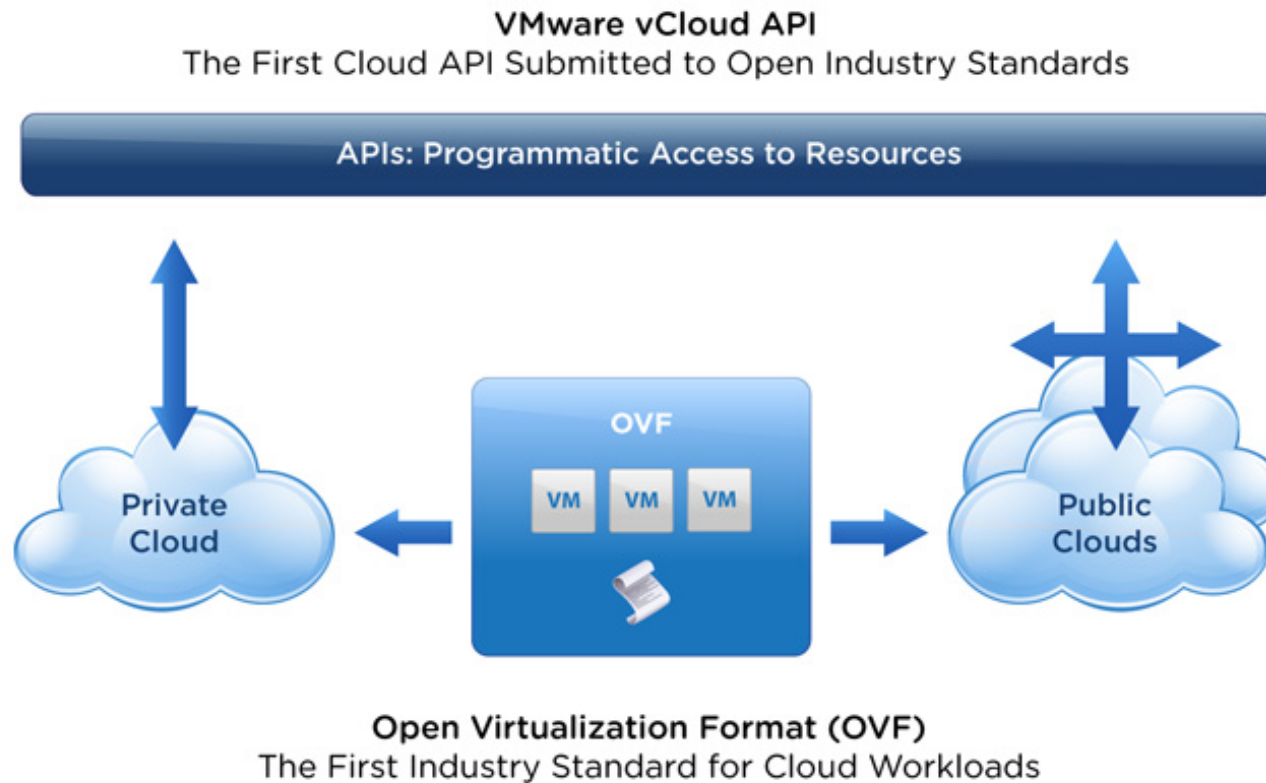 VMware vCloud API
The First Cloud API Submitted to Open Industry Standards
APIs: Programmatic Access to Resources
OVF
VM VM VM
Private
Cloud
Public
Clouds
Open Virtualization Format (OVF)
The First Industry Standard for Cloud Workloads